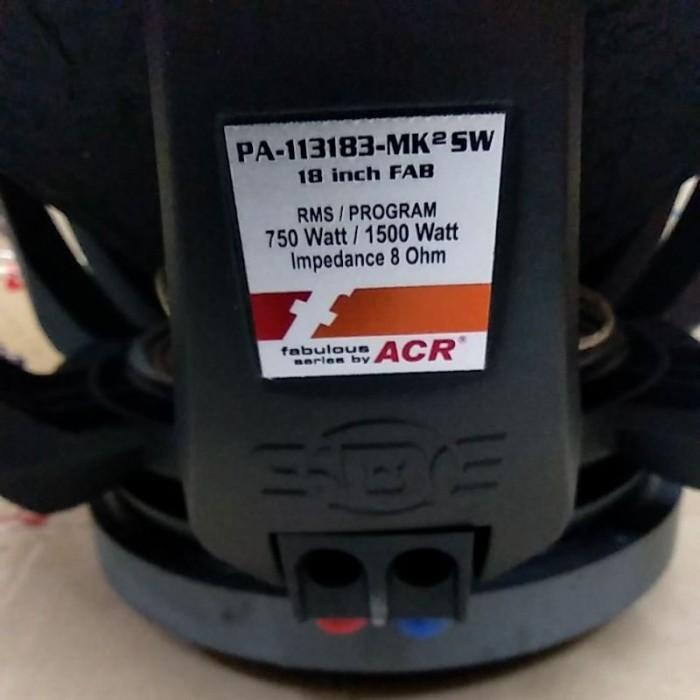 PA-113183-MK² SW
18 inch FAB
RMS / PROGRAM
750 Watt / 1500 Watt
Impedance 8 Ohm
fabulous
series by ACR®